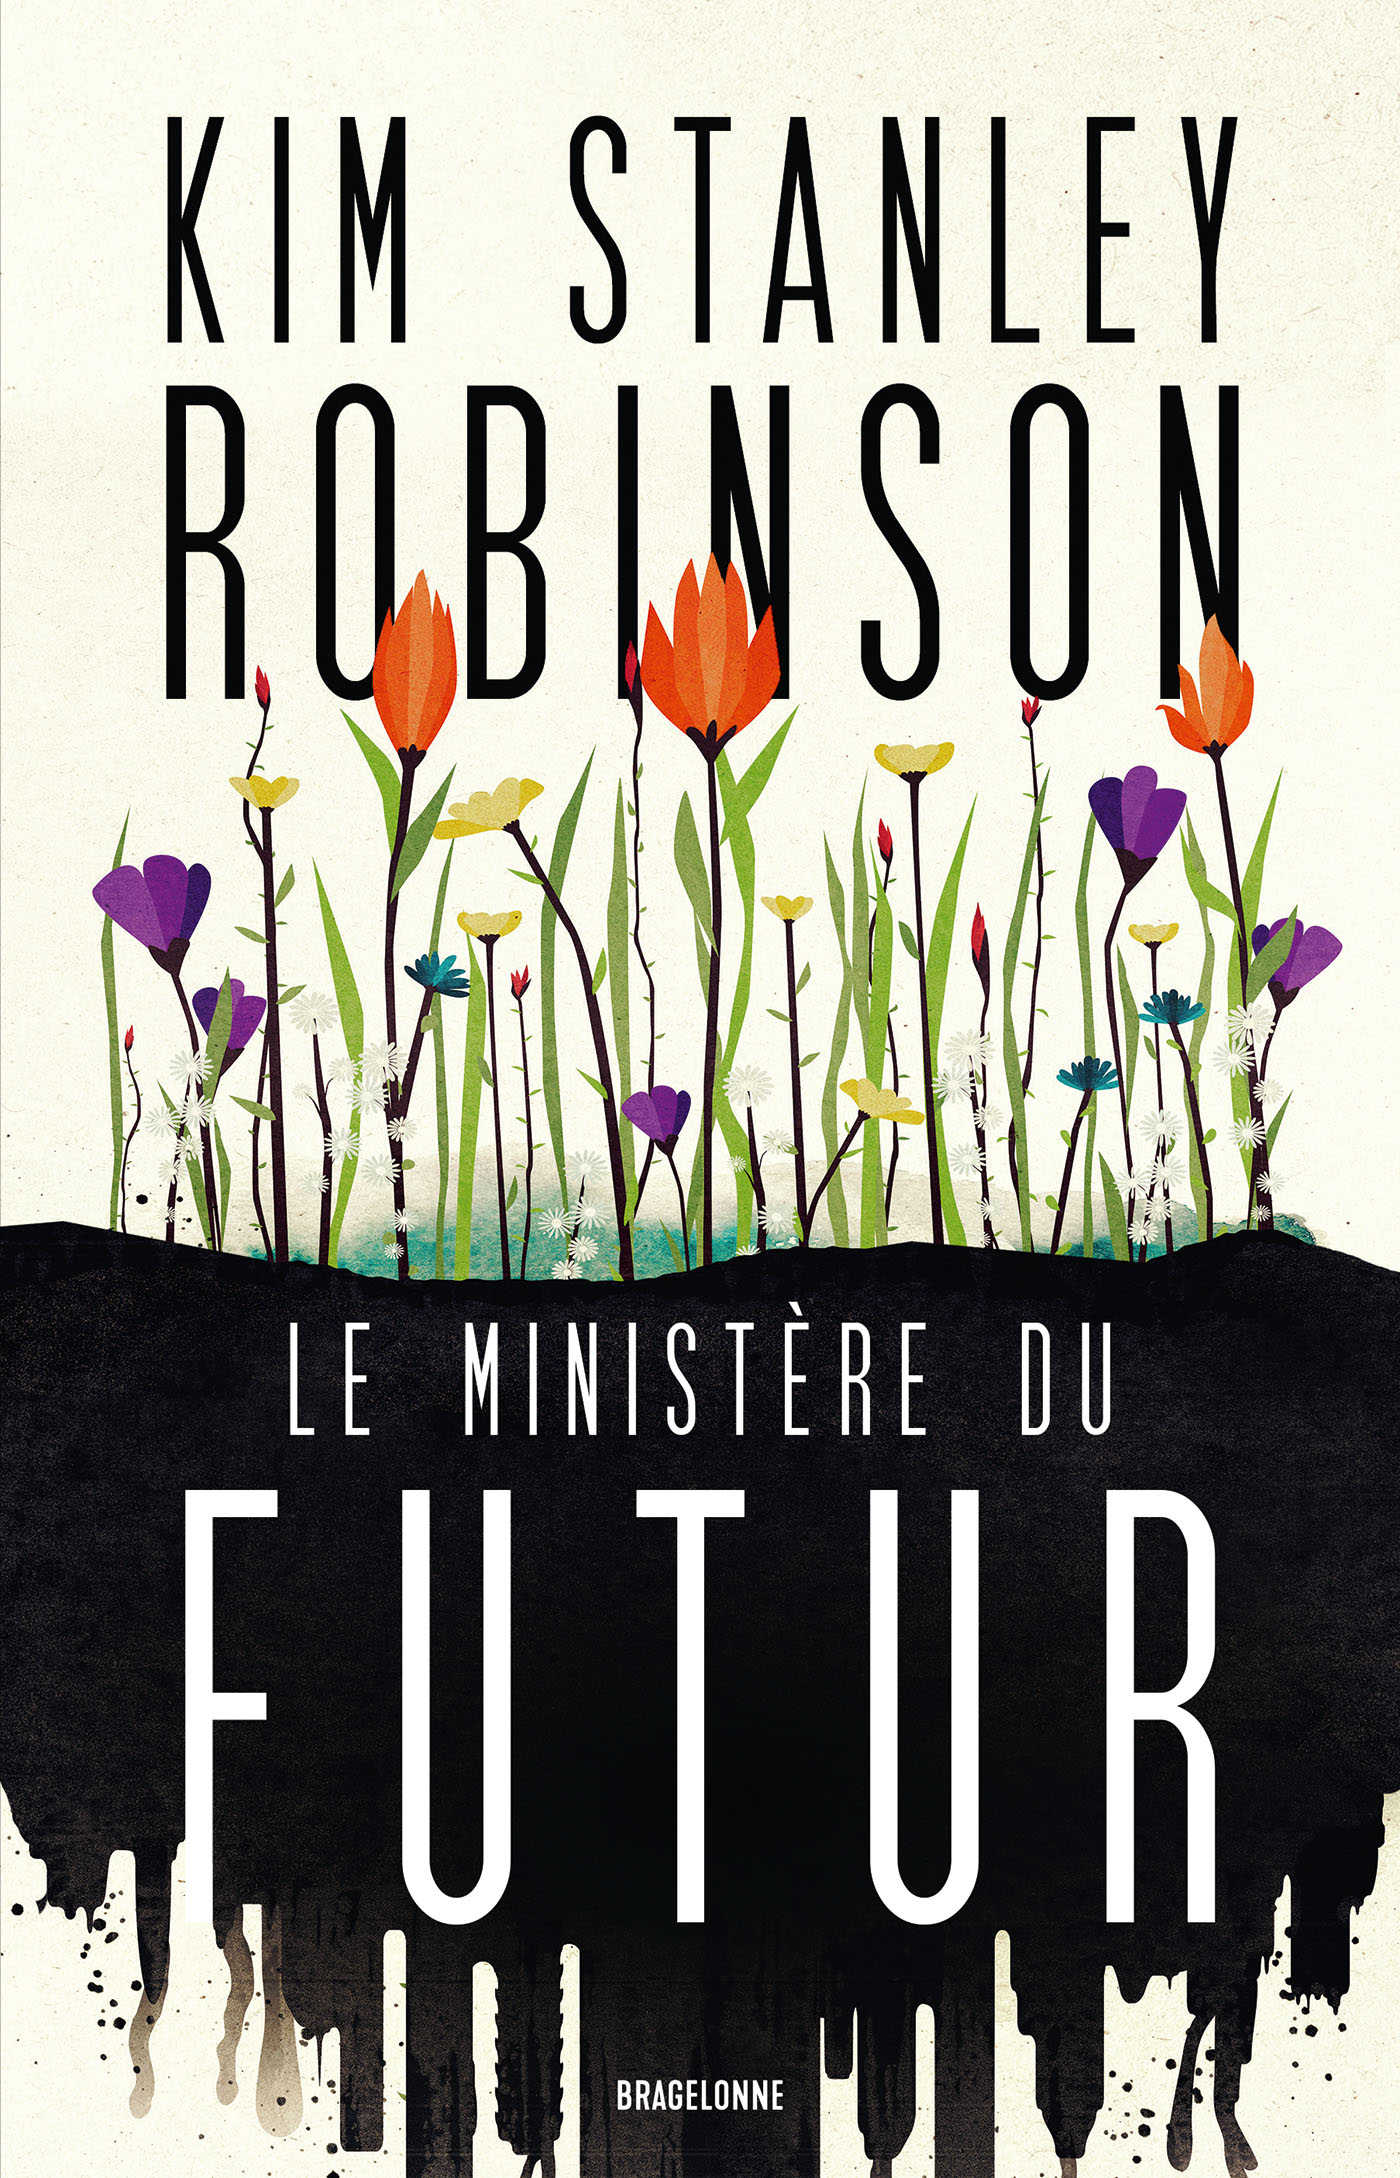 KIM STANLEY
ROBINSON
LE MINISTÈRE DU
FUTUR
BRAGELONNE